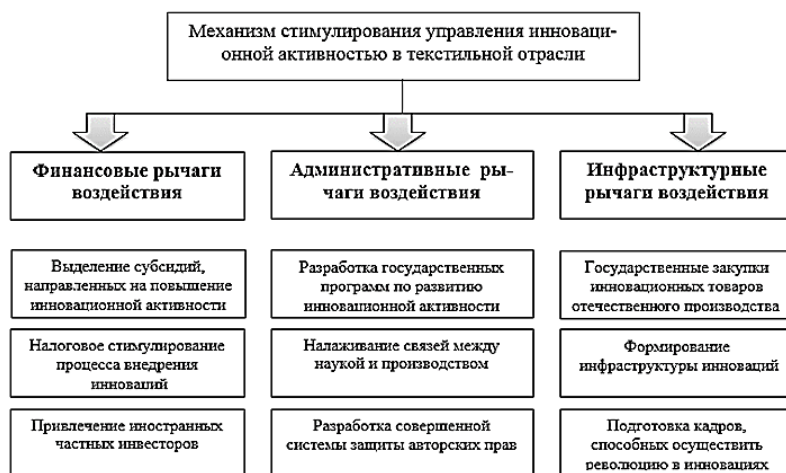 Механизм стимулирования управления инноваци-
онной активностью в текстильной отрасли
Финансовые рычаги
воздействия
Административные ры-
чаги воздействия
Инфраструктурные
рычаги воздействия
Выделение субсидий,
направленных на повышение
инновационной активности
Разработка государственных
программ по развитию
инновационной активности
Государственные закупки
инновационных товаров
отечественного производства
Налоговое стимулирование
процесса внедрения
инноваций
Налаживание связей между
наукой и производством
Формирование
инфраструктуры инноваций
Привлечение иностранных
частных инвесторов
Разработка совершенной
системы защиты авторских прав
Подготовка кадров,
способных осуществить
революцию в инновациях